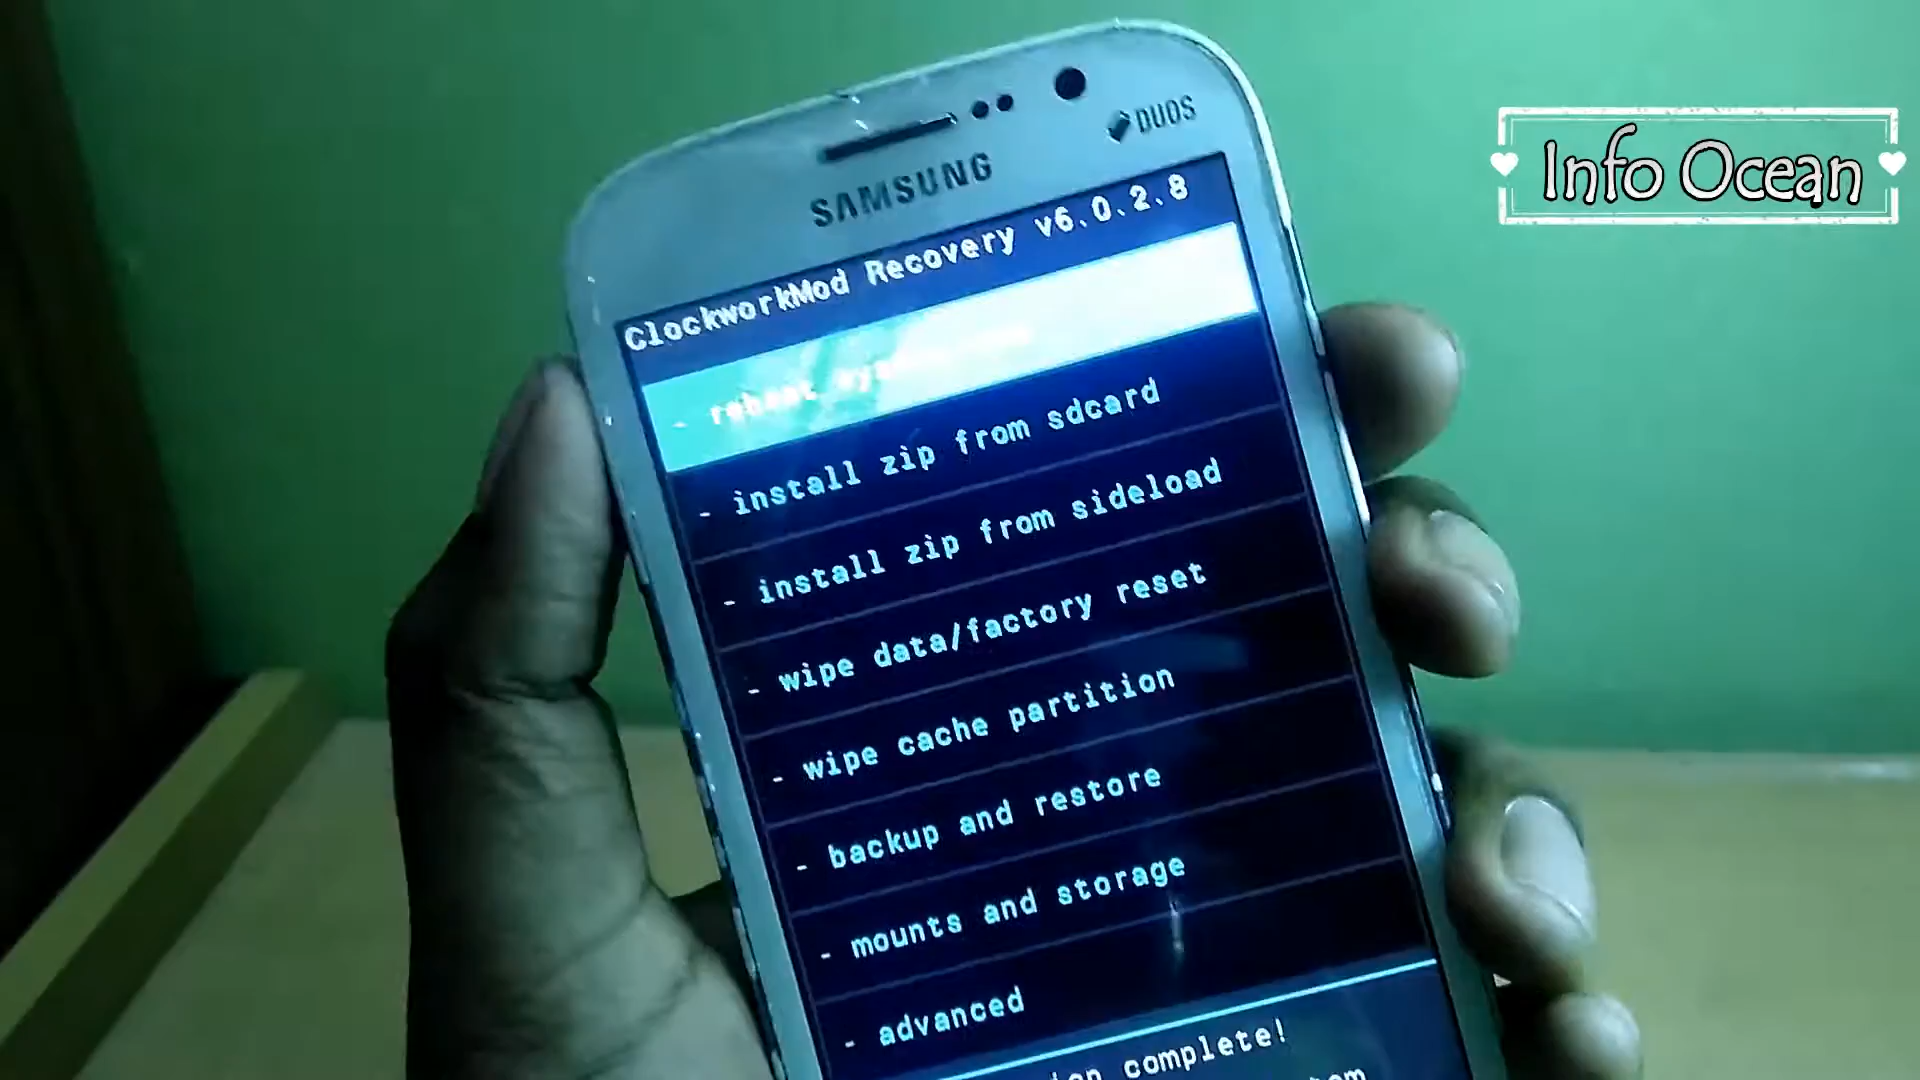 DUOS
SAMSUNG
Info Ocean
ClockworkMod Recovery v6.0.2.8
- reboot
- install zip from sdcard
- install zip from sideload
- wipe data/factory reset
- wipe cache partition
- backup and restore
- mounts and storage
- advanced
complete!